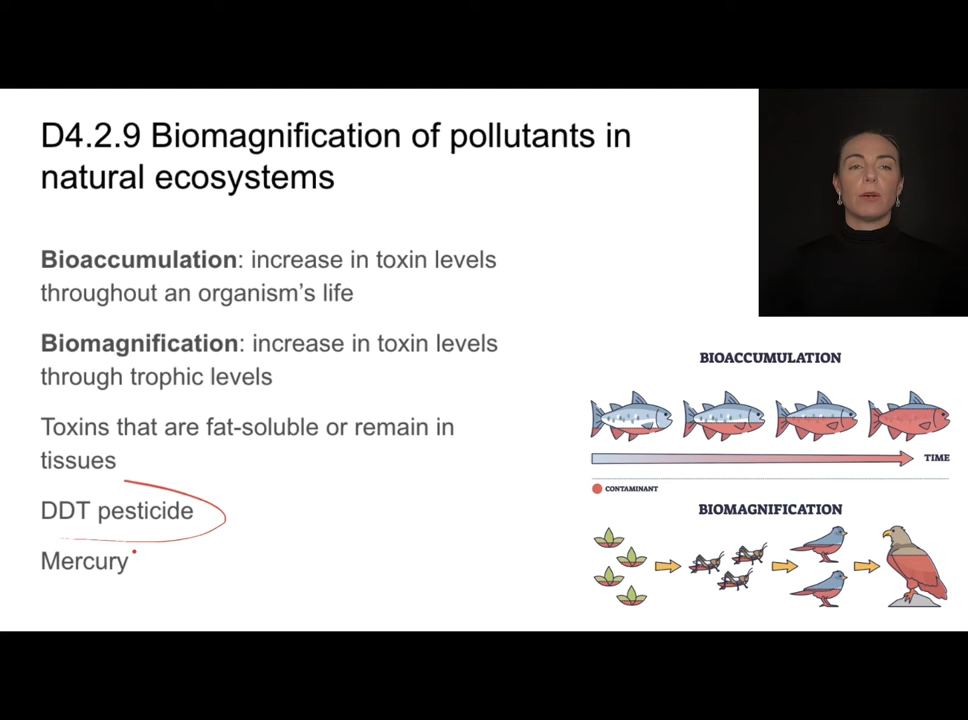 D4.2.9 Biomagnification of pollutants in
natural ecosystems
Bioaccumulation: increase in toxin levels
throughout an organism’s life
Biomagnification: increase in toxin levels
through trophic levels
Toxins that are fat-soluble or remain in
tissues
DDT pesticide
Mercury
BIOACCUMULATION
TIME
CONTAMINANT
BIOMAGNIFICATION